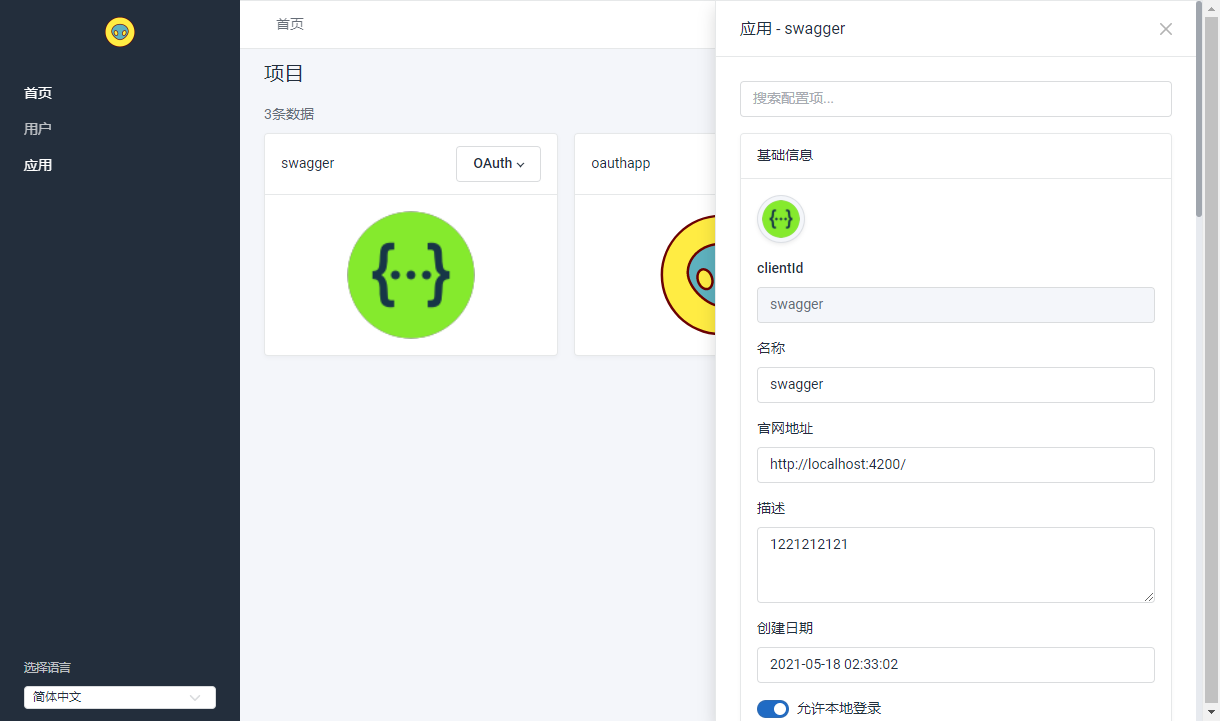 首页
用户
应用
选择语言
简体中文
首页
项目
3条数据
swagger
OAuth
oauthapp
应用 - swagger
搜索配置项...
基础信息
clientId
swagger
名称
swagger
官网地址
http://localhost:4200/
描述
1221212121
创建日期
2021-05-18 02:33:02
允许本地登录